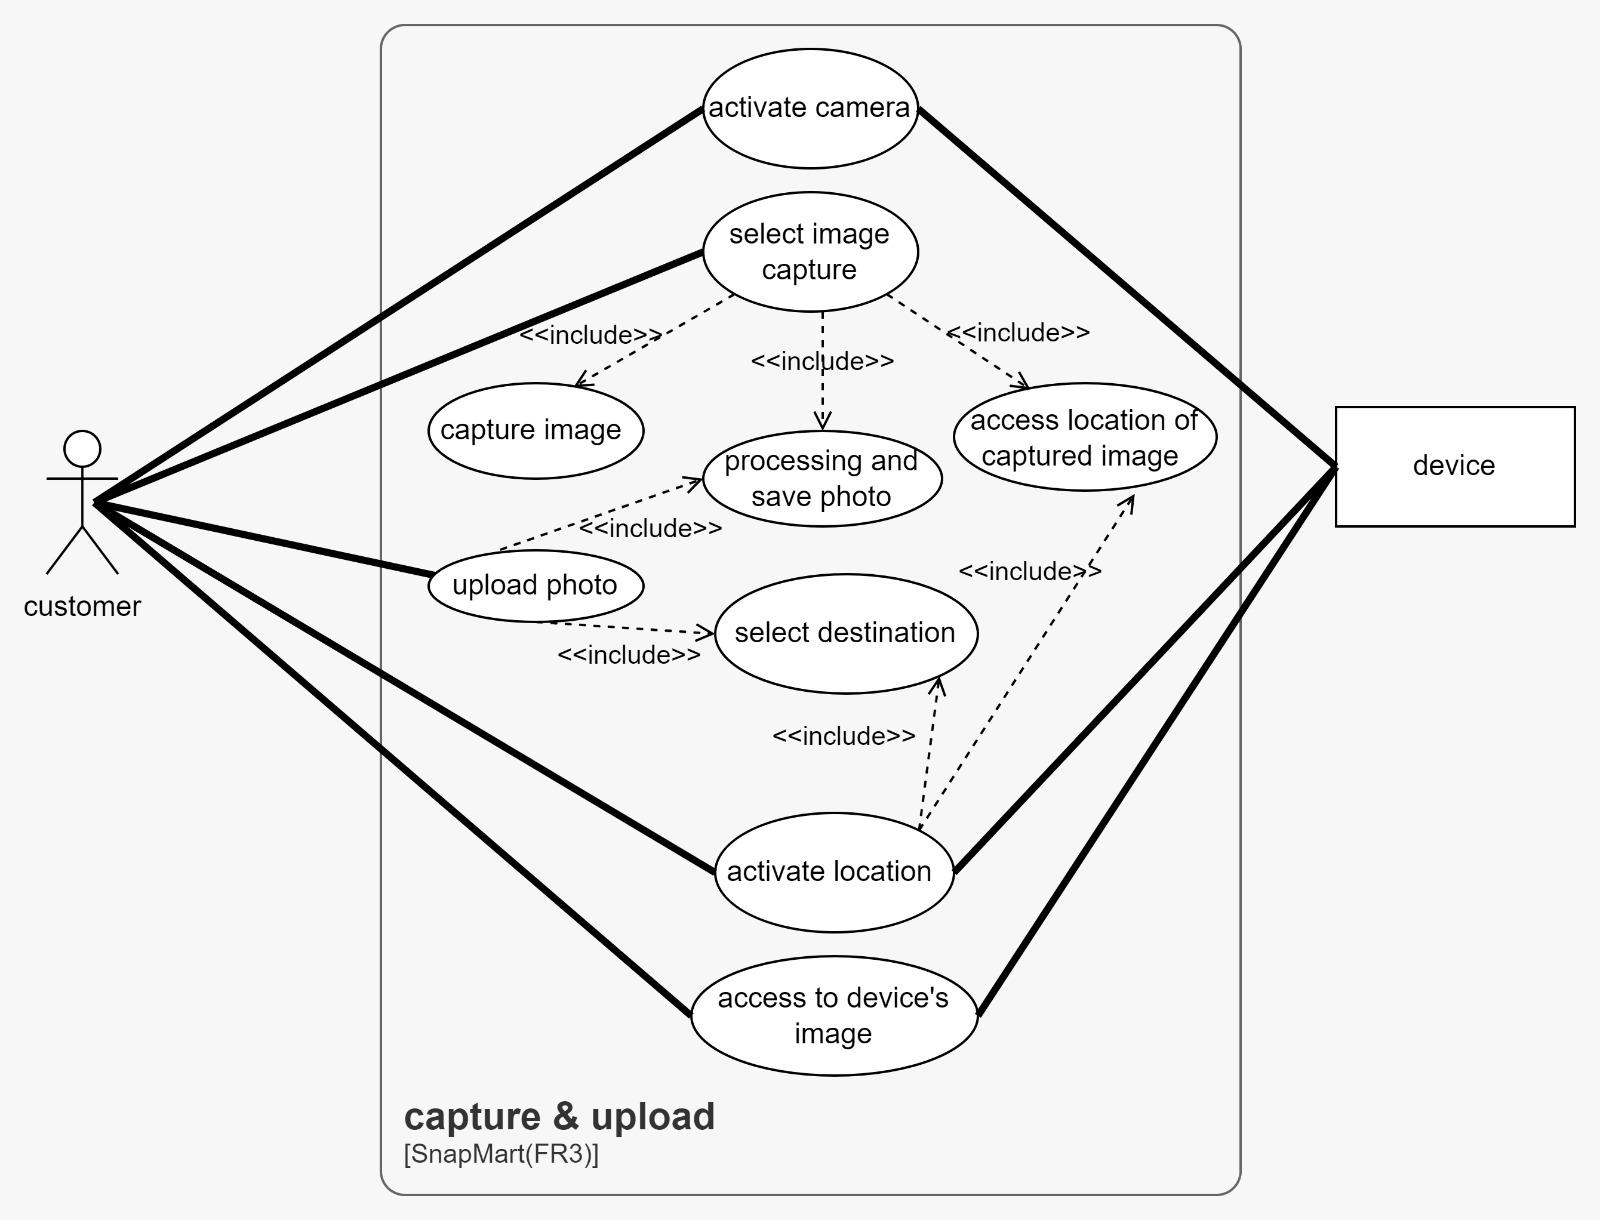 activate camera
select image
capture
<<include>>
<<include>>
<<include>>
capture image
processing and
save photo
access location of
captured image
device
customer
<<include>>
upload photo
<<include>>
select destination
<<include>>
<<include>>
activate location
access to device's
image
capture & upload
[SnapMart(FR3)]